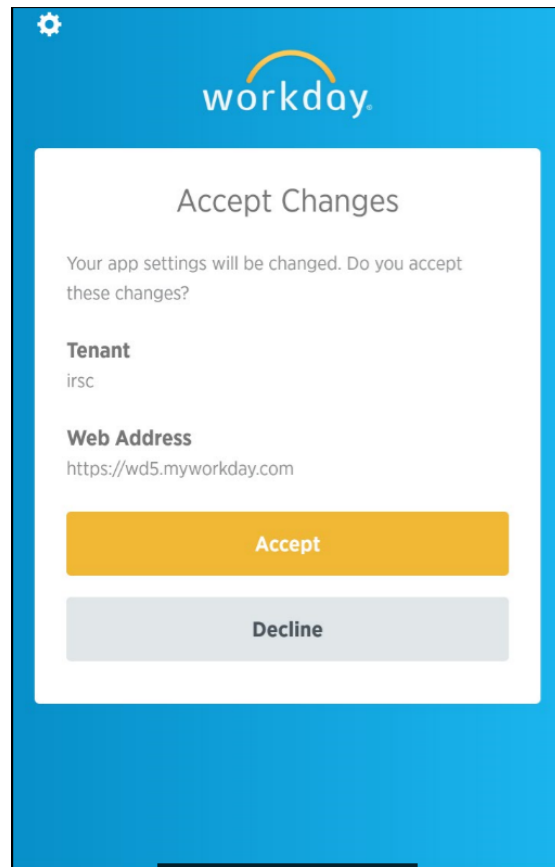 workday.
Accept Changes
Your app settings will be changed. Do you accept
these changes?
Tenant
irsc
Web Address
https://wd5.myworkday.com
Accept
Decline